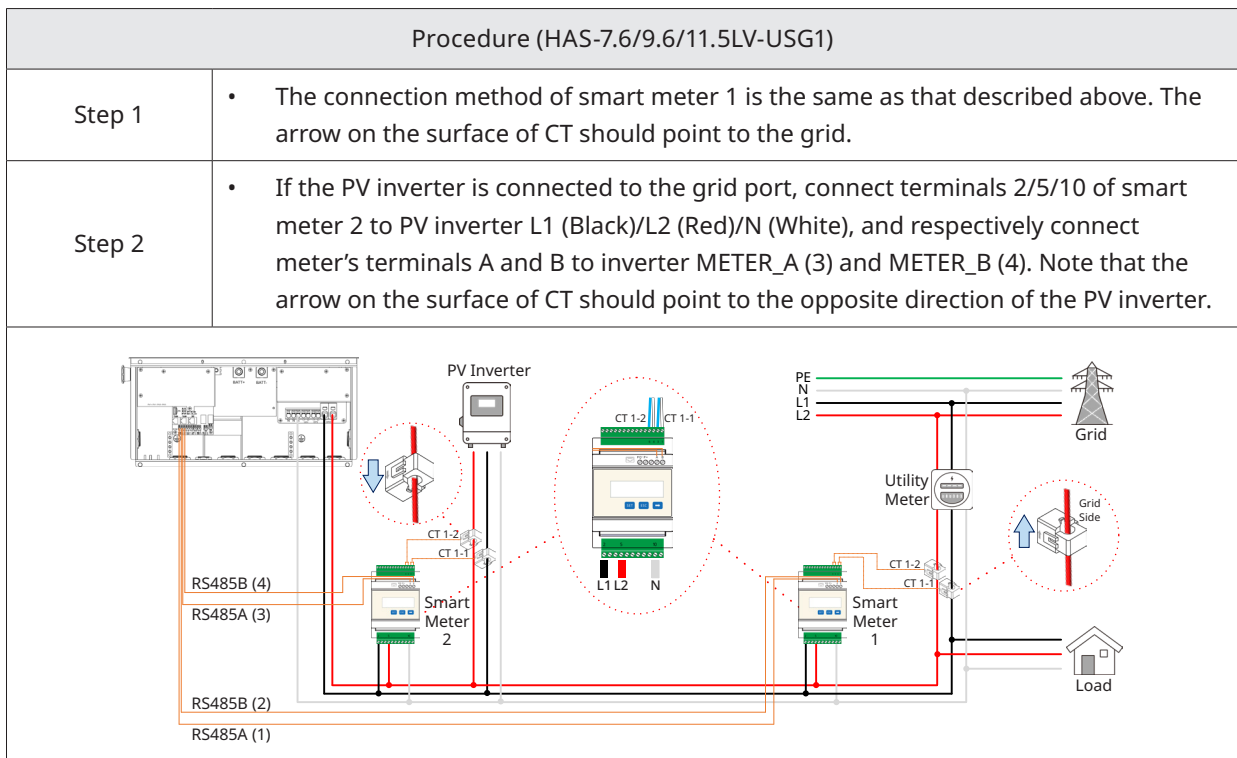 Procedure (HAS-7.6/9.6/11.5LV-USG1)
Step 1
• The connection method of smart meter 1 is the same as that described above. The
arrow on the surface of CT should point to the grid.
Step 2
• If the PV inverter is connected to the grid port, connect terminals 2/5/10 of smart
meter 2 to PV inverter L1 (Black)/L2 (Red)/N (White), and respectively connect
meter’s terminals A and B to inverter METER_A (3) and METER_B (4). Note that the
arrow on the surface of CT should point to the opposite direction of the PV inverter.
BATT+
BATT-
PV Inverter
CT 1-2
CT 1-1
L1 L2 N
PE
N
L1
L2
Grid
Utility
Meter
Grid
Side
CT 1-2
CT 1-1
CT 1-2
CT 1-1
RS485B (4)
RS485A (3)
Smart
Meter
2
Smart
Meter
1
Load
RS485B (2)
RS485A (1)